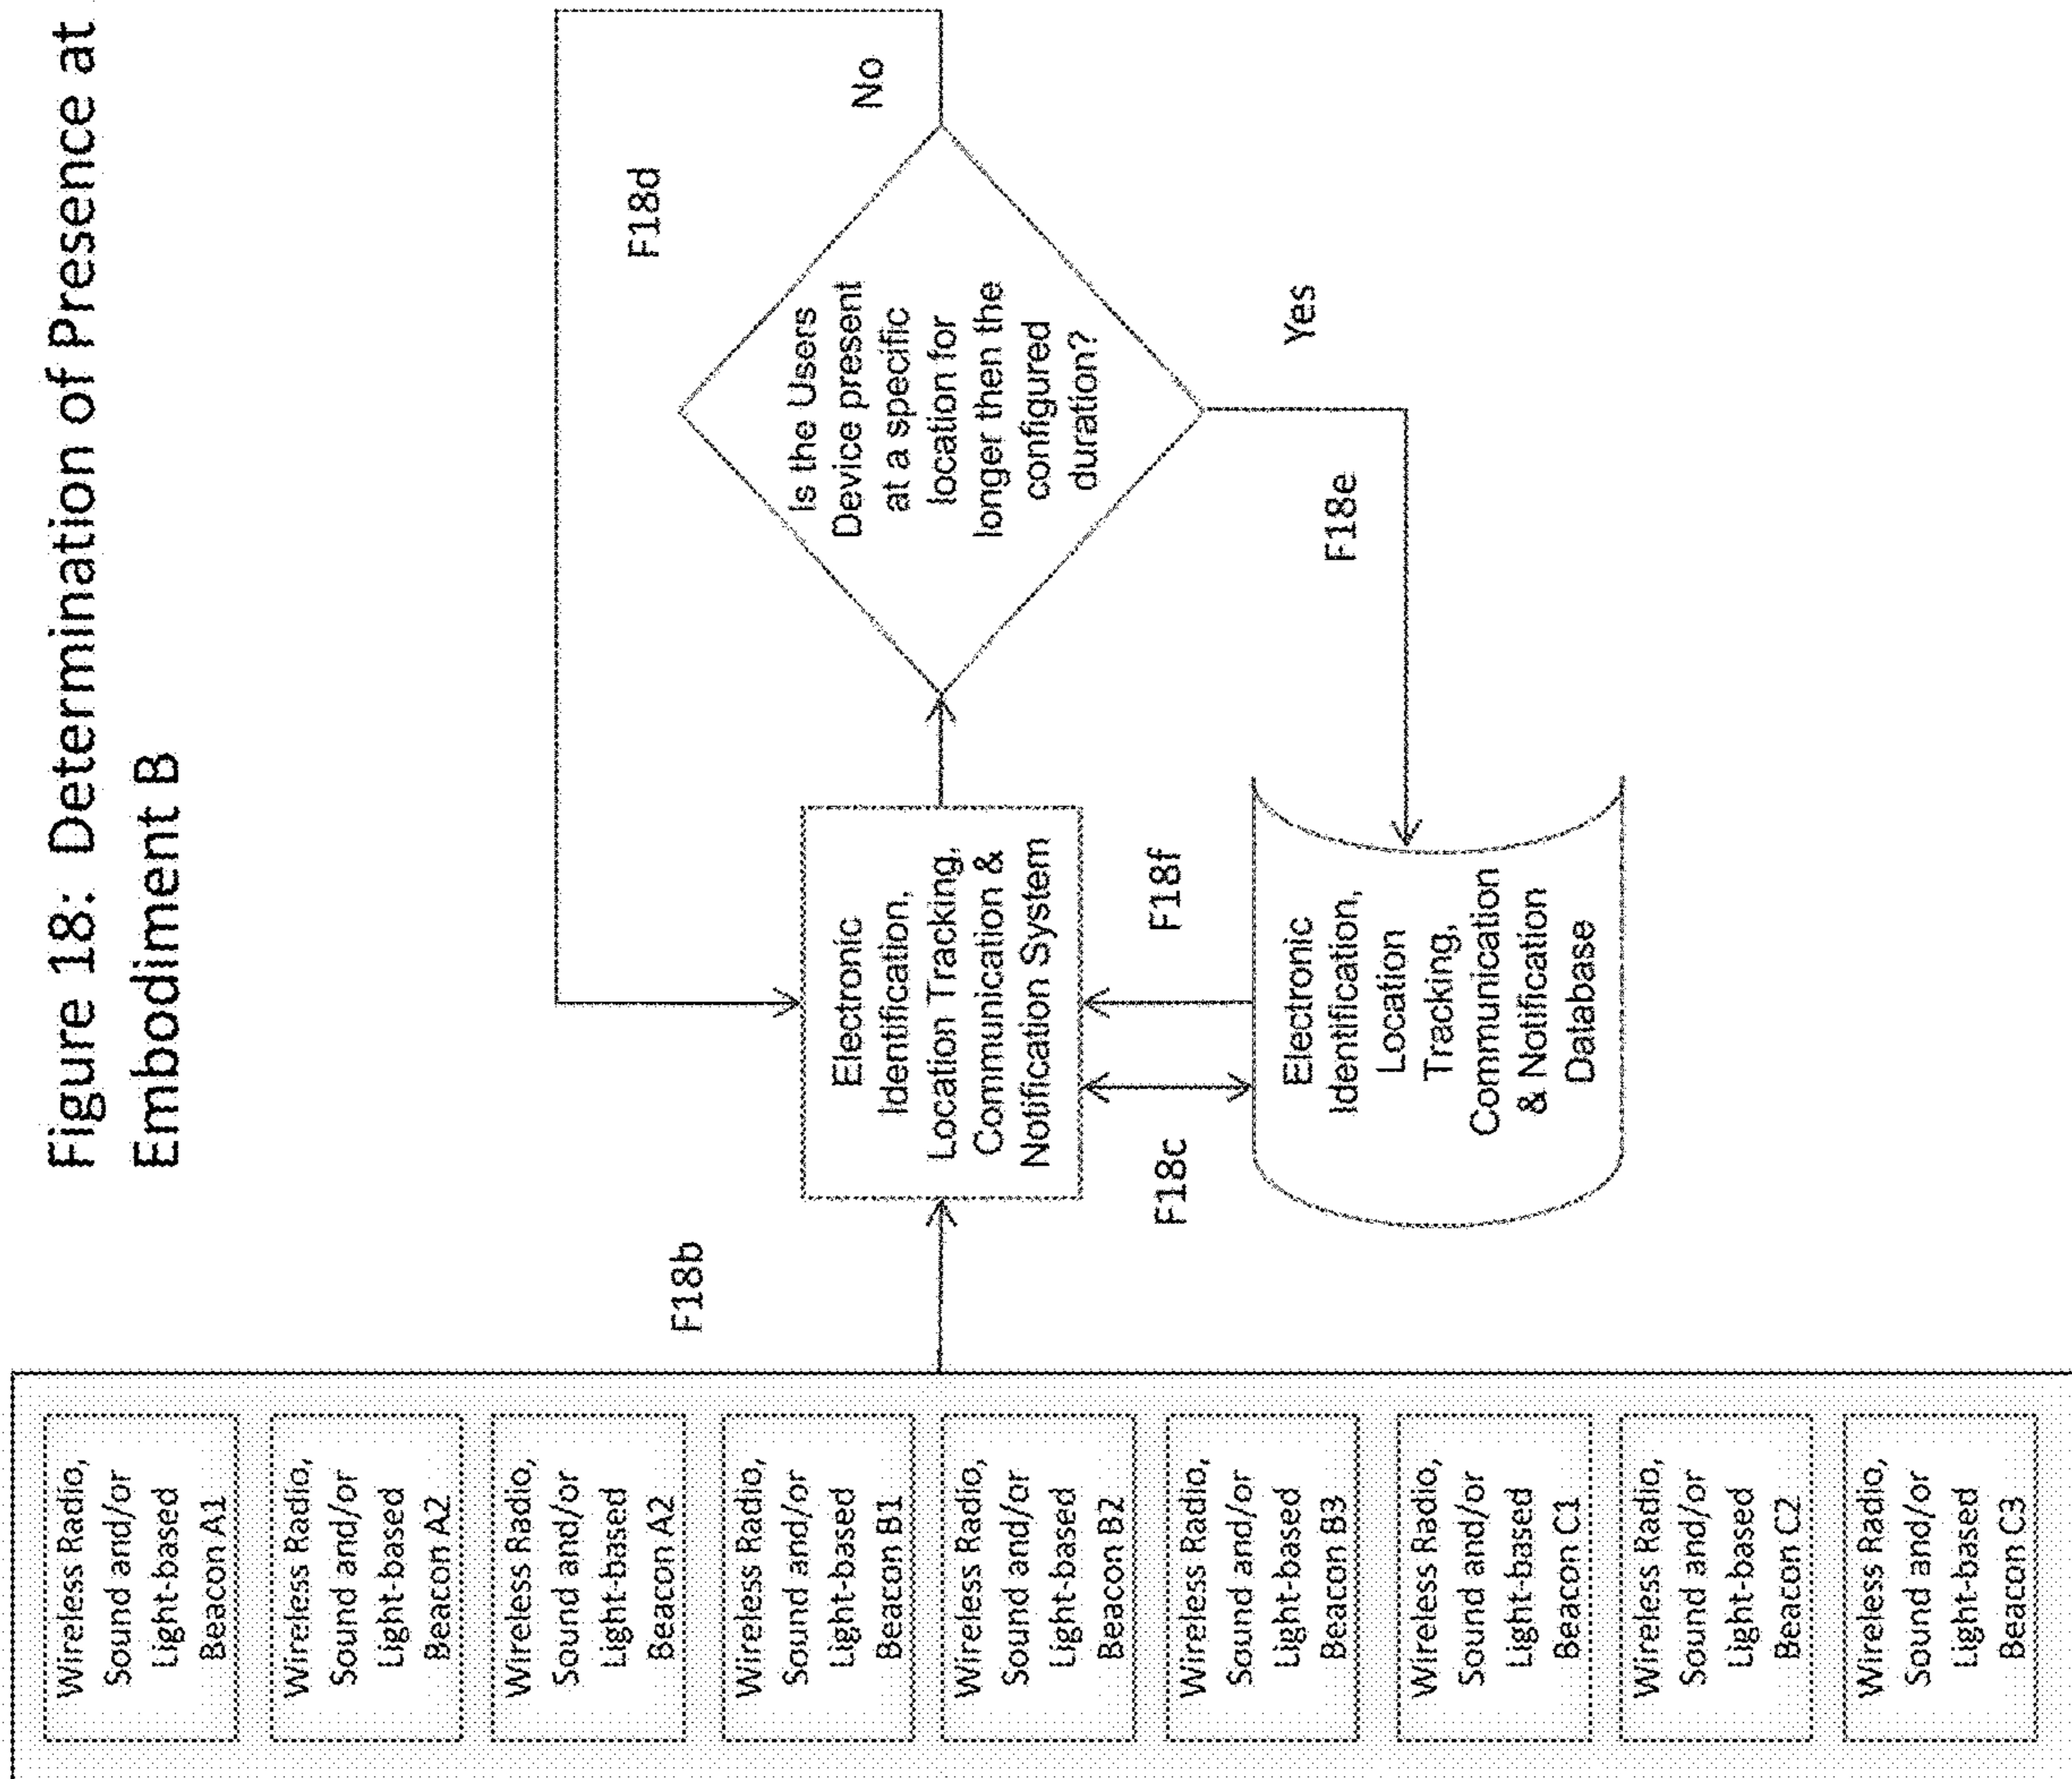 Figure 18: Determination of Presence at
Embodiment B
Wireless Radio,
Sound and/or
Light-based
Beacon A1
Wireless Radio,
Sound and/or
Light-based
Beacon A2
Wireless Radio,
Sound and/or
Light-based
Beacon A2
Wireless Radio,
Sound and/or
Light-based
Beacon B1
Wireless Radio,
Sound and/or
Light-based
Beacon B2
Wireless Radio,
Sound and/or
Light-based
Beacon B3
Wireless Radio,
Sound and/or
Light-based
Beacon C1
Wireless Radio,
Sound and/or
Light-based
Beacon C2
Wireless Radio,
Sound and/or
Light-based
Beacon C3
F18b
Electronic
Identification,
Location Tracking,
Communication &
Notification System
F18c
F18f
Electronic
Identification,
Location
Tracking,
Communication
& Notification
Database
F18d
No
Is the Users
Device present
at a specific
location for
longer then the
configured
duration?
Yes
F18e